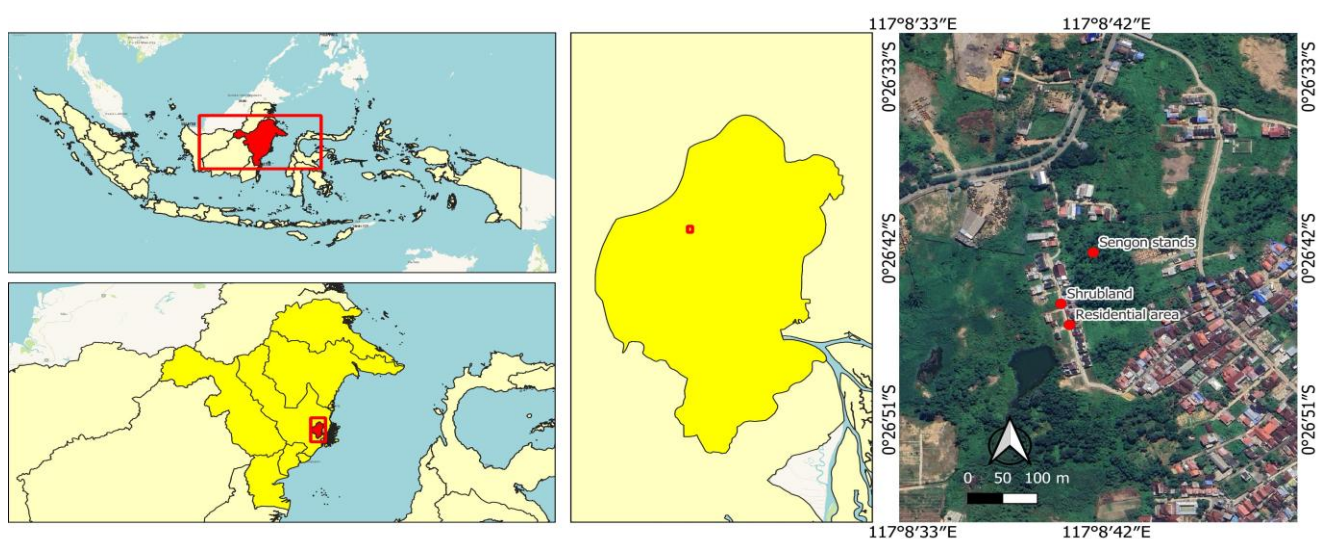 117°8′33″E
117°8′42″E
0°26′33″S
0°26′33″S
Sengon stands
0°26′42″S
0°26′42″S
Shrubland
Residential area
0°26′51″S
0°26′51″S
0 50 100 m
117°8′33″E
117°8′42″E